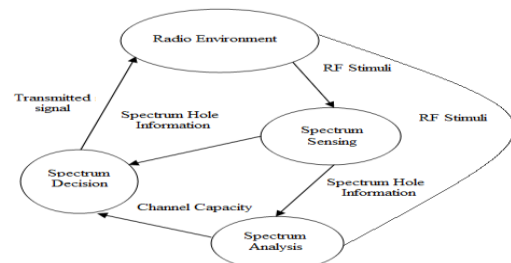 Radio Environment
RF Stimuli
Transmitted
signal
Spectrum Hole
Information
RF Stimuli
Spectrum
Sensing
Spectrum
Decision
Spectrum Hole
Information
Channel Capacity
Spectrum
Analysis